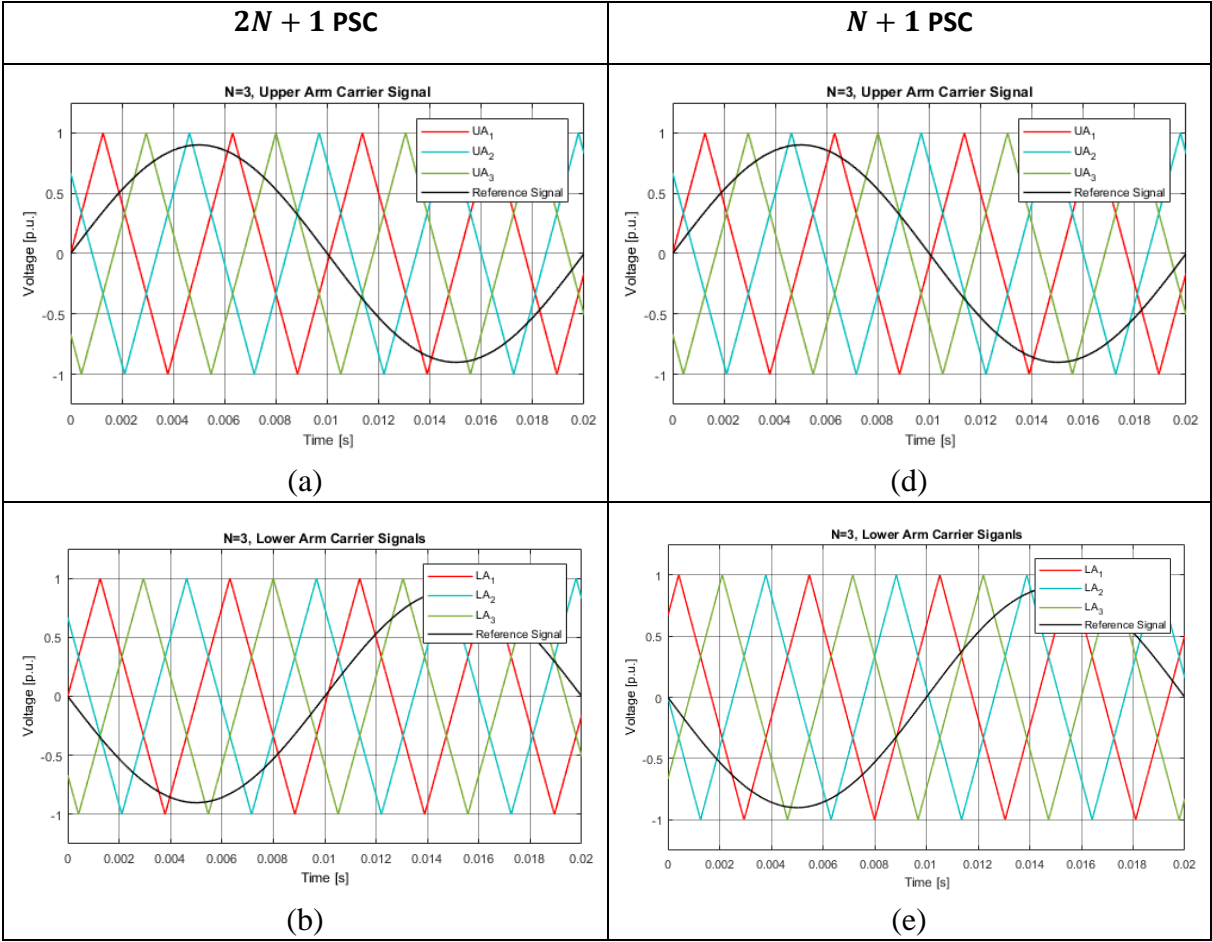 2N + 1 PSC
N + 1 PSC
N=3, Upper Arm Carrier Signal
Voltage [p.u.]
1
0.5
0
-0.5
-1
UA1
UA2
UA3
Reference Signal
0 0.002 0.004 0.006 0.008 0.01 0.012 0.014 0.016 0.018 0.02
Time [s]
(a)
N=3, Upper Arm Carrier Signal
Voltage [p.u.]
1
0.5
0
-0.5
-1
UA1
UA2
UA3
Reference Signal
0 0.002 0.004 0.006 0.008 0.01 0.012 0.014 0.016 0.018 0.02
Time [s]
(d)
N=3, Lower Arm Carrier Signals
Voltage [p.u.]
1
0.5
0
-0.5
-1
LA1
LA2
LA3
Reference Signal
0 0.002 0.004 0.006 0.008 0.01 0.012 0.014 0.016 0.018 0.02
Time [s]
(b)
N=3, Lower Arm Carrier Siganls
Voltage [p.u.]
1
0.5
0
-0.5
-1
LA1
LA2
LA3
Reference Signal
0 0.002 0.004 0.006 0.008 0.01 0.012 0.014 0.016 0.018 0.02
Time [s]
(e)